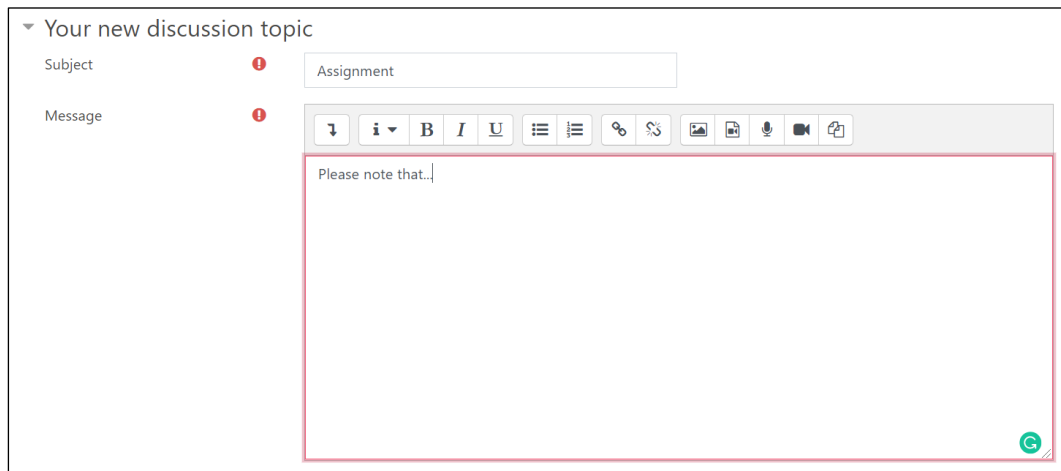 Your new discussion topic
Subject
Assignment
Message
B I U
Please note that...